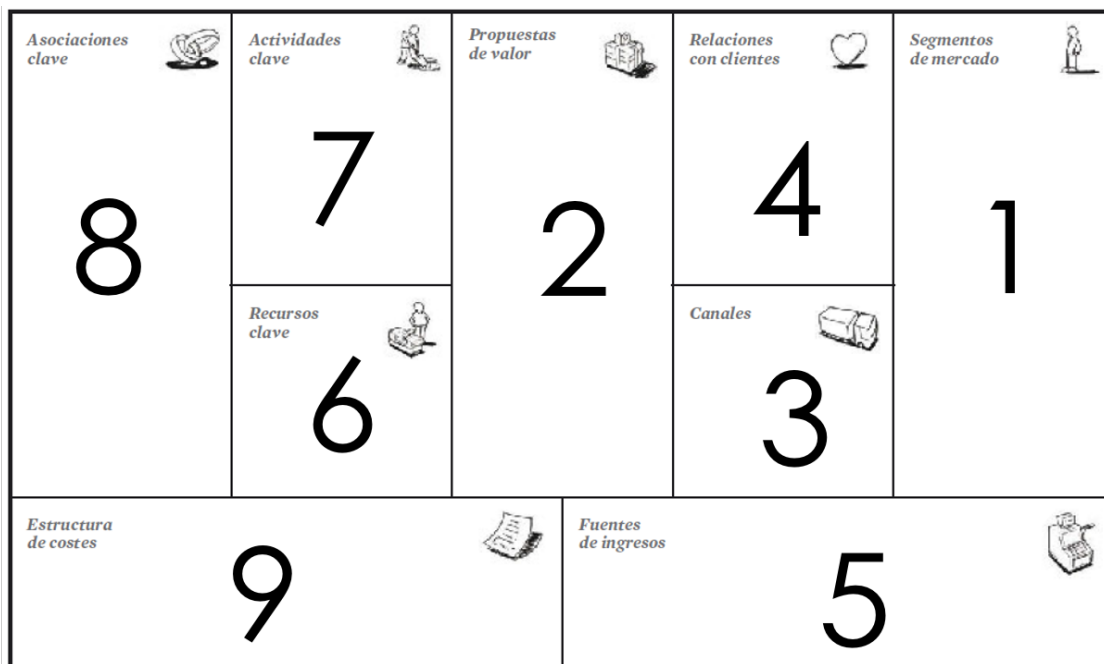 Asociaciones
clave
8
Actividades
clave
7
Recursos
clave
6
Propuestas
de valor
2
Relaciones
con clientes
4
Canales
3
Segmentos
de mercado
1
Estructura
de costes
9
Fuentes
de ingresos
5